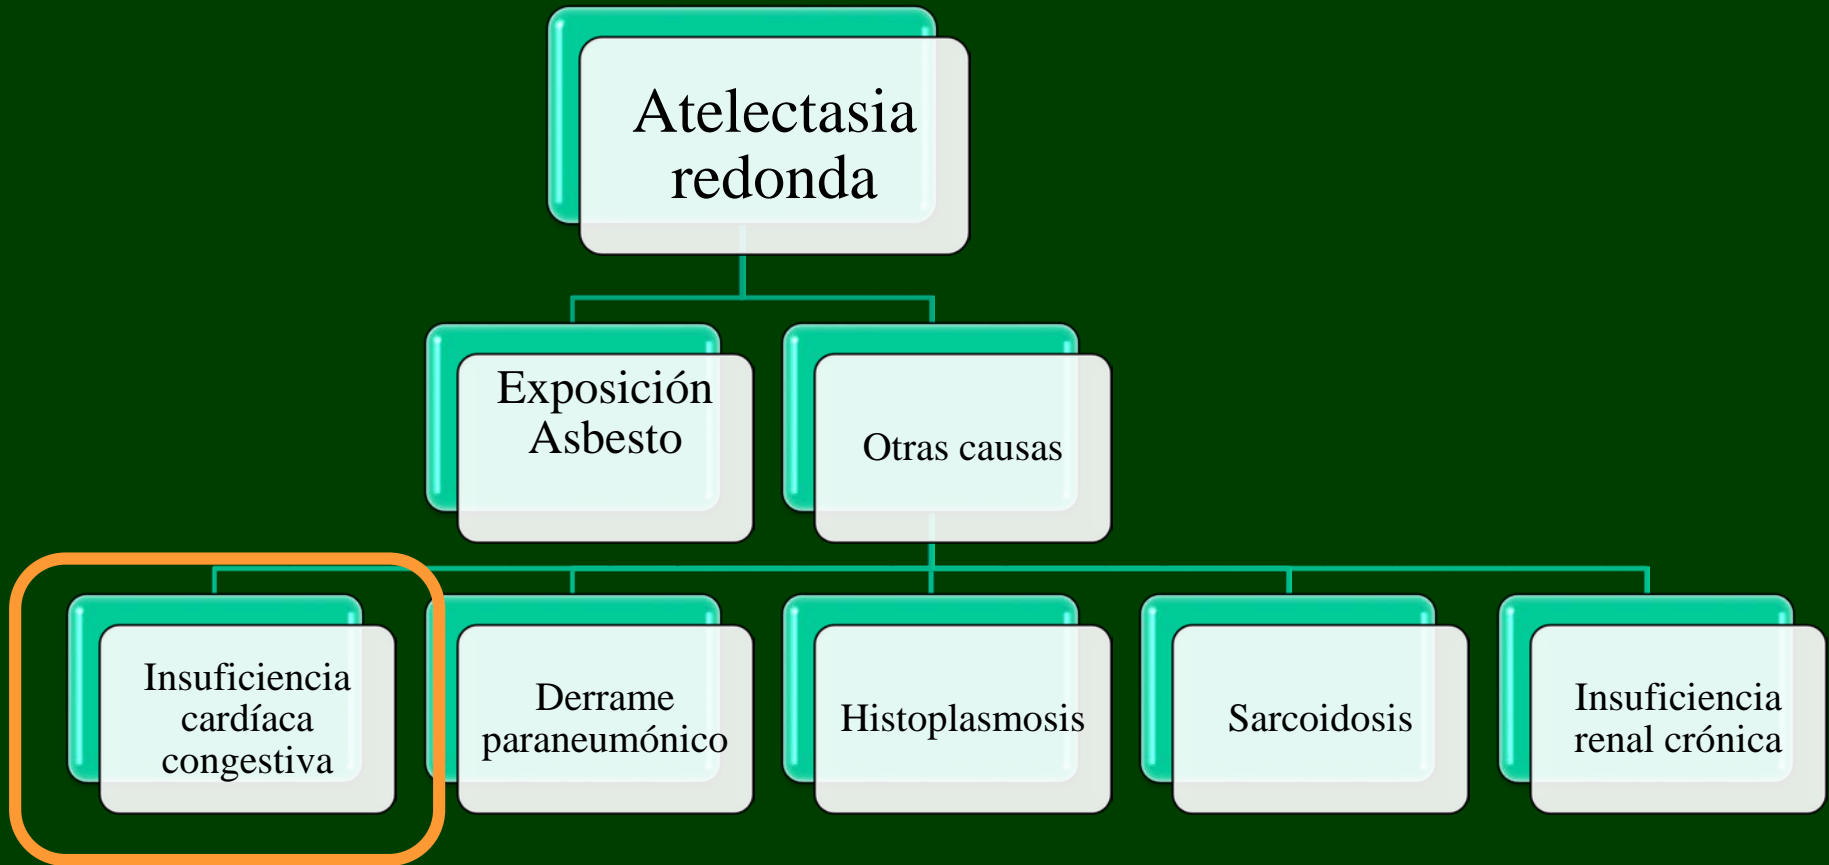 Atelectasia
redonda
Exposición
Asbesto
Otras causas
Insuficiencia
cardíaca
congestiva
Derrame
paraneumónico
Histoplasmosis
Sarcoidosis
Insuficiencia
renal crónica